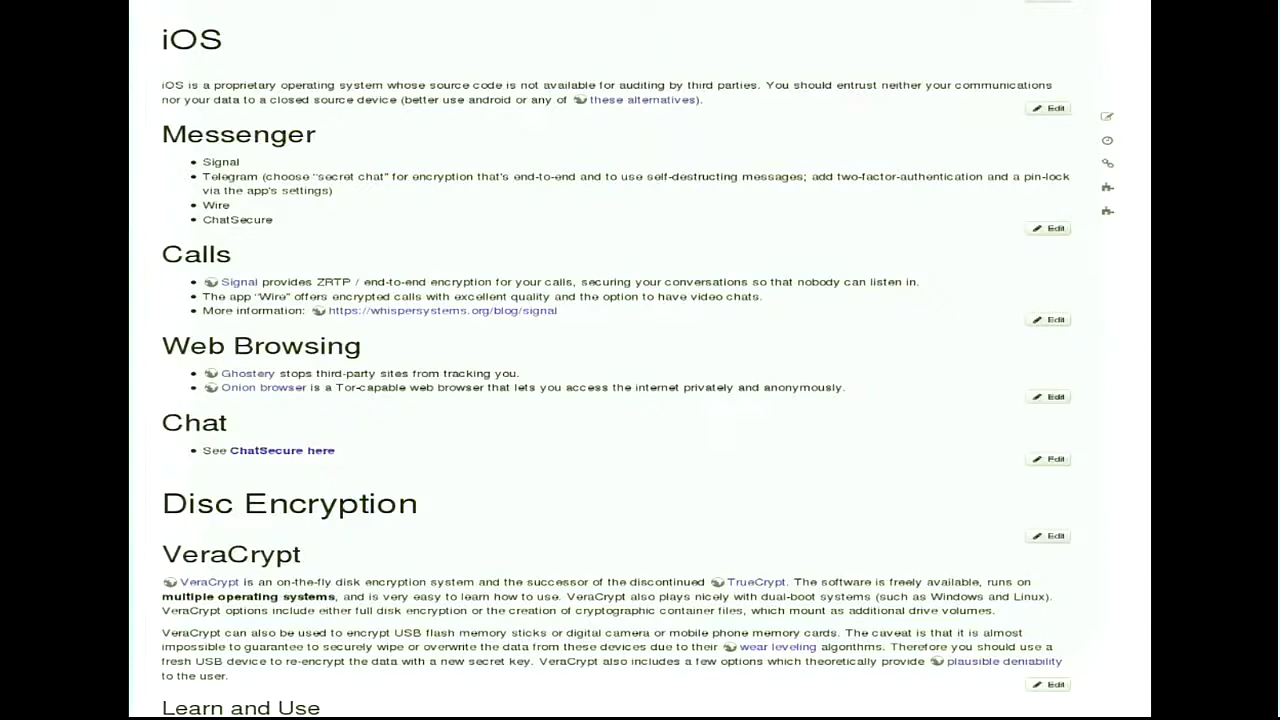 iOS
iOS is a proprietary operating system whose source code is not available for auditing by third parties. You should entrust neither your communications
nor your data to a closed source device (better use android or any of these alternatives).
Edit
Messenger
Signal
Telegram (choose "secret chat" for encryption that's end-to-end and to use self-destructing messages; add two-factor-authentication and a pin-lock
via the app's settings)
Wire
ChatSecure
Edit
Calls
Signal provides ZRTP / end-to-end encryption for your calls, securing your conversations so that nobody can listen in.
The app "Wire" offers encrypted calls with excellent quality and the option to have video chats.
More information: https://whispersystems.org/blog/signal
Edit
Web Browsing
Ghostery stops third-party sites from tracking you.
Onion browser is a Tor-capable web browser that lets you access the internet privately and anonymously.
Edit
Chat
See ChatSecure here
Edit
Disc Encryption
Edit
VeraCrypt
VeraCrypt is an on-the-fly disk encryption system and the successor of the discontinued TrueCrypt. The software is freely available, runs on
multiple operating systems, and is very easy to learn how to use. VeraCrypt also plays nicely with dual-boot systems (such as Windows and Linux).
VeraCrypt options include either full disk encryption or the creation of cryptographic container files, which mount as additional drive volumes.
VeraCrypt can also be used to encrypt USB flash memory sticks or digital camera or mobile phone memory cards. The caveat is that it is almost
impossible to guarantee to securely wipe or overwrite the data from these devices due to their wear leveling algorithms. Therefore you should use a
fresh USB device to re-encrypt the data with a new secret key. VeraCrypt also includes a few options which theoretically provide plausible deniability
to the user.
Edit
Learn and Use